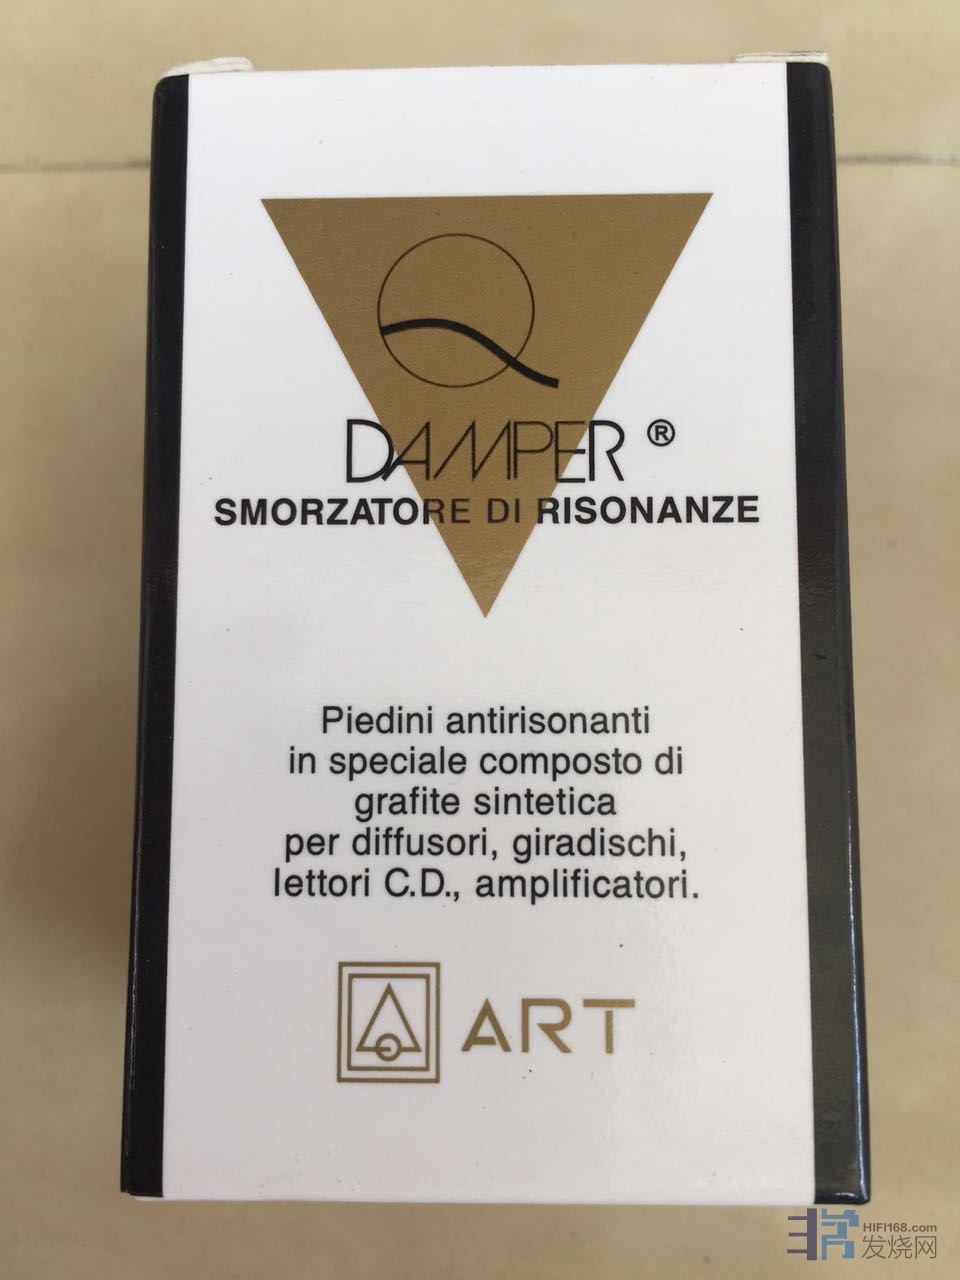 Q
DAMPER ®
SMORZATORE DI RISONANZE
Piedini antirisonanti
in speciale composto di
grafite sintetica
per diffusori, giradischi,
lettori C.D., amplificatori.
ART
HIFI168.com
发烧网